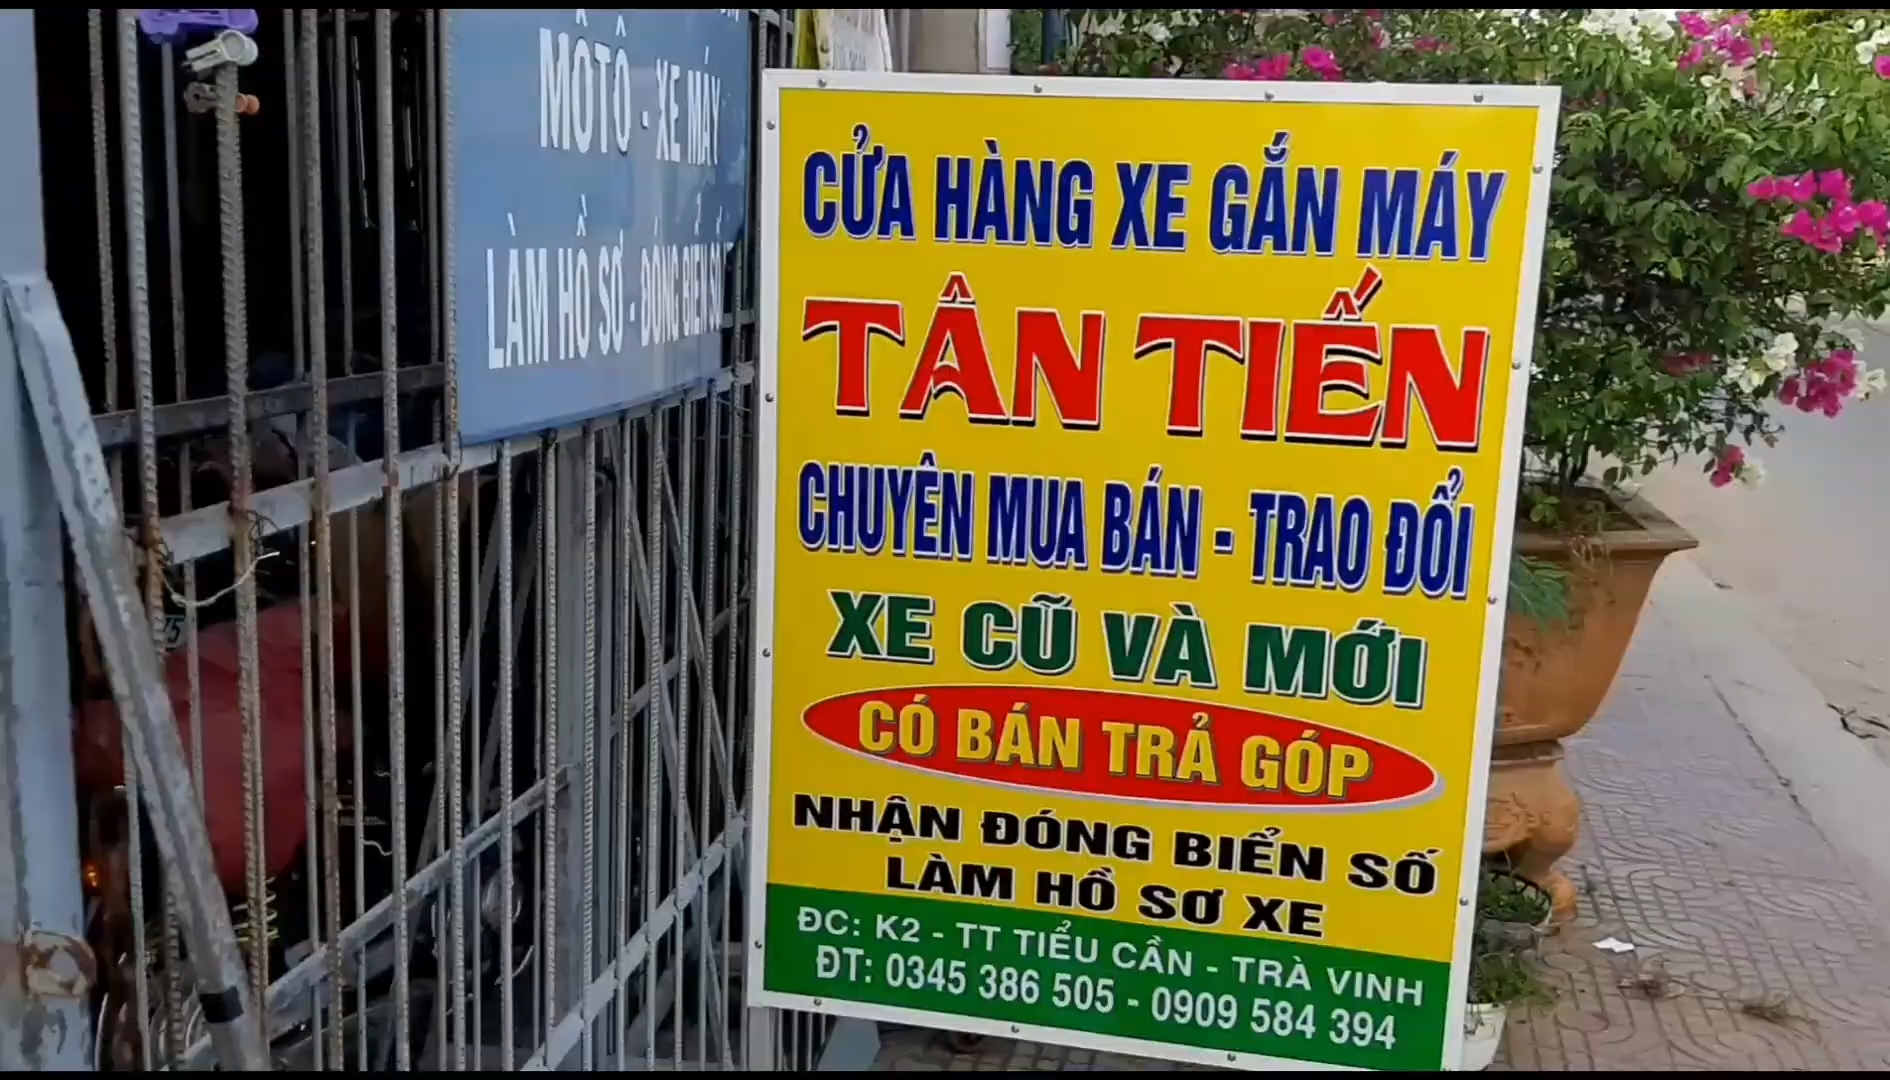 MÔTÔ - XE MÁY
LÀM HỒ SƠ - ĐÓNG BIỂN SỐ
CỬA HÀNG XE GẮN MÁY
TÂN TIẾN
CHUYÊN MUA BÁN - TRAO ĐỔI
XE CŨ VÀ MỚI
CÓ BÁN TRẢ GÓP
NHẬN ĐÓNG BIỂN SỐ
LÀM HỒ SƠ XE
ĐC: K2 - TT TIỂU CẦN - TRÀ VINH
ĐT: 0345 386 505 - 0909 584 394